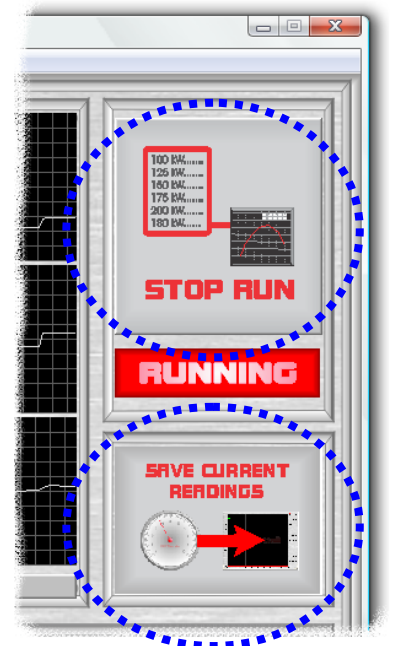 100 KW......
125 KW......
150 KW......
175 KW......
200 KW......
180 KW......
STOP RUN
RUNNING
SAVE CURRENT
READINGS